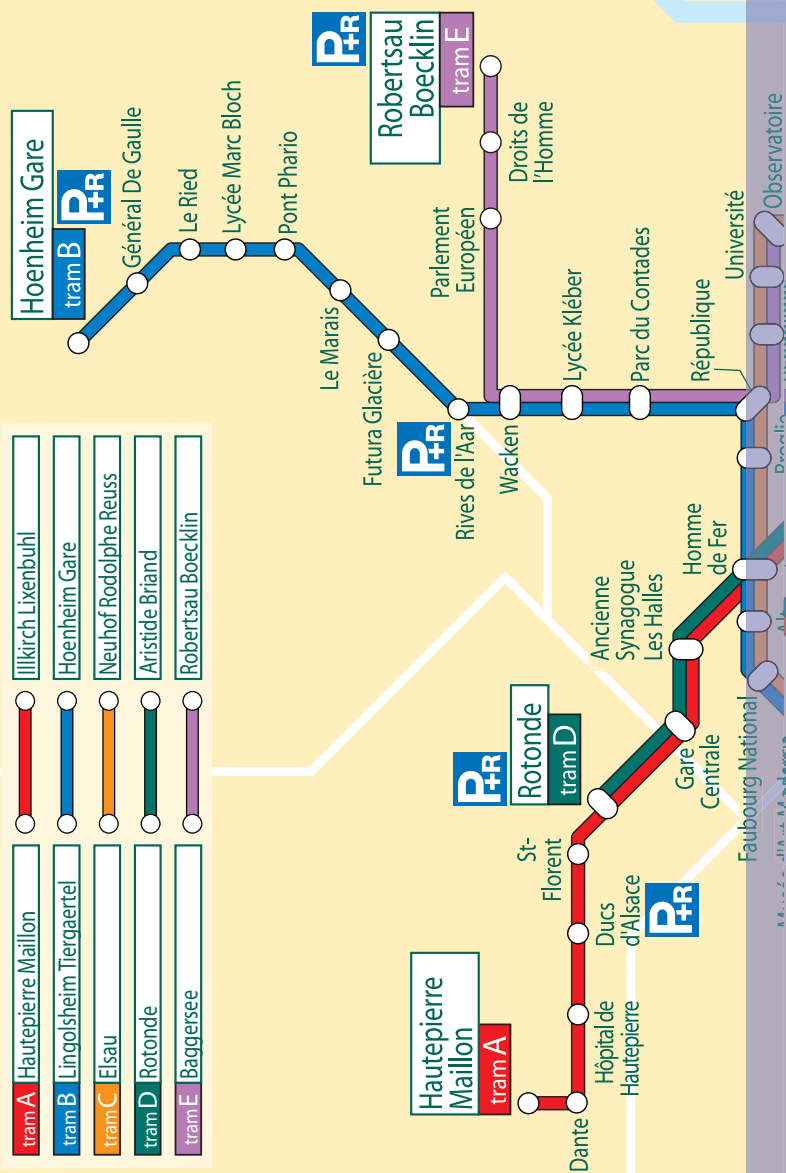 tram A Hautepierre Maillon Illkirch Lixenbuhl
tram B Lingolsheim Tiergaertel Hoenheim Gare
tram C Elsau Neuhof Rodolphe Reuss
tram D Rotonde Aristide Briand
tram E Baggersee Robertsau Boecklin
Hoenheim Gare
tram B
P+R
Général De Gaulle
Le Ried
Lycée Marc Bloch
Pont Phario
Le Marais
Futura Glacière
P+R
Rives de l'Aar
P+R
Robertsau
Boecklin
tram E
Droits de
l'Homme
Parlement
Européen
Wacken
Lycée Kléber
Parc du Contades
République
Université
Observatoire
Hautepierre
Maillon
tram A
Dante
Hôpital de
Hautepierre
Ducs
d'Alsace
P+R
St-
Florent
P+R
Rotonde
tram D
Gare
Centrale
Ancienne
Synagogue
Les Halles
Homme
de Fer
Faubourg National